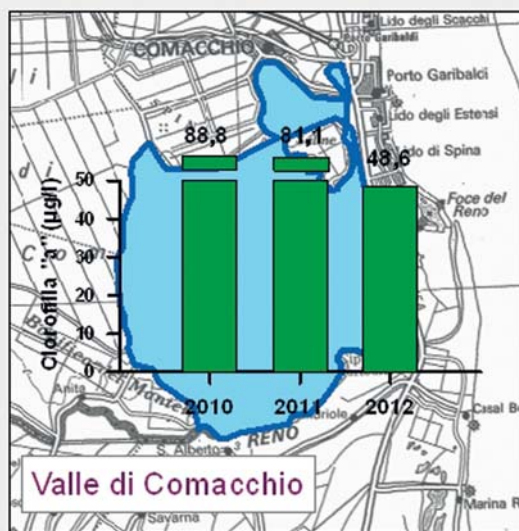 Lido degli Scacchi
Porto Garibaldi
COMACCHIO
Porto Garibaldi
Lido degli Estensi
Lido di Spina
88,8
81,1
48,6
Foce del
Reno
Clorofilla "a" (µg/l)
50
40
30
20
10
0
2010
2011
2012
Anita
S. Alberto
RENO
Casal Bo
Valle di Comacchio
Savarna
Marina R